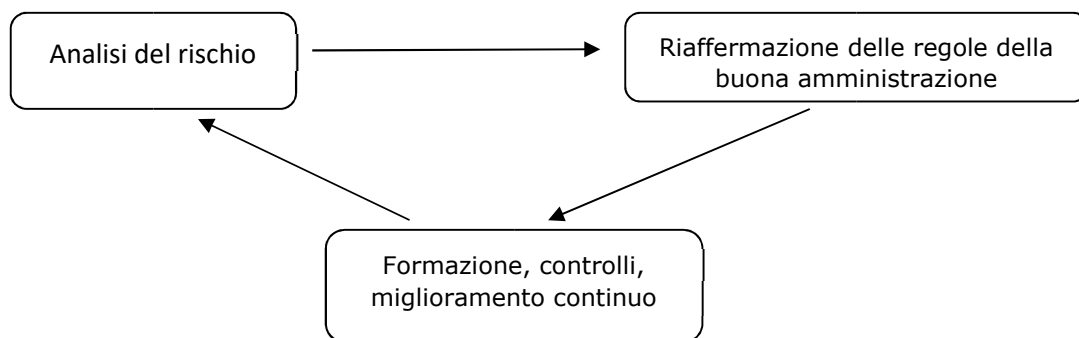 Analisi del rischio
Riaffermazione delle regole della
buona amministrazione
Formazione, controlli,
miglioramento continuo